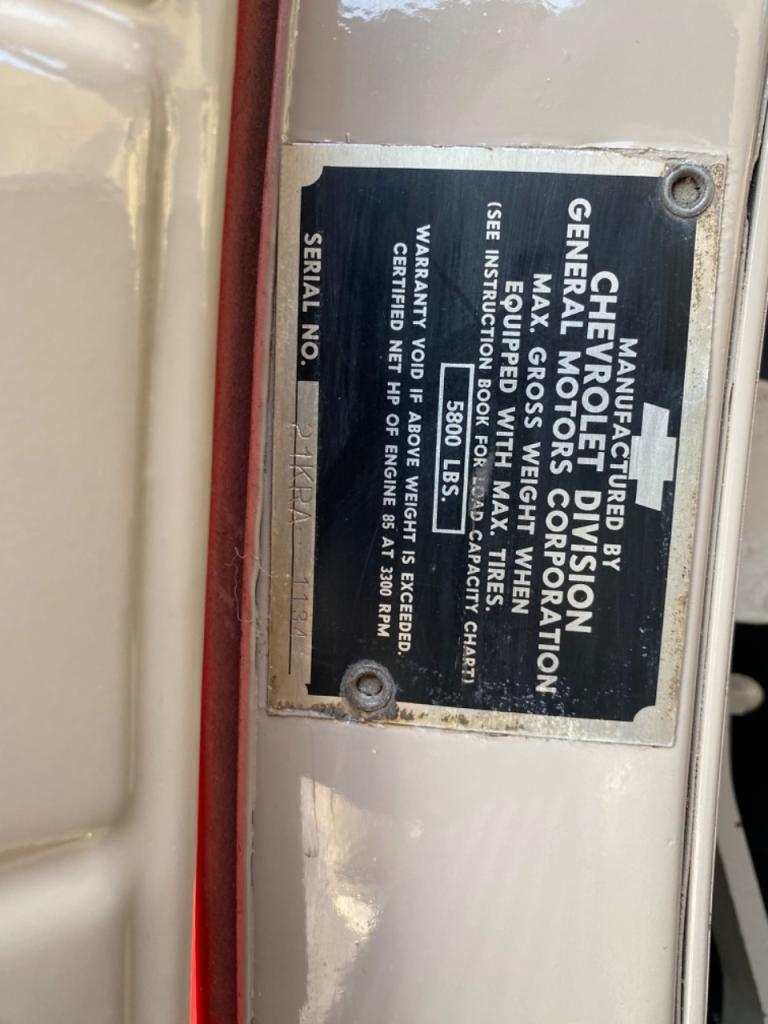 MANUFACTURED BY
CHEVROLET DIVISION
GENERAL MOTORS CORPORATION
MAX. GROSS WEIGHT WHEN
EQUIPPED WITH MAX. TIRES.
(SEE INSTRUCTION BOOK FOR LOAD CAPACITY CHART)
5800 LBS.
WARRANTY VOID IF ABOVE WEIGHT IS EXCEEDED.
CERTIFIED NET HP OF ENGINE 85 AT 3300 RPM
SERIAL NO. 21KRA 1134